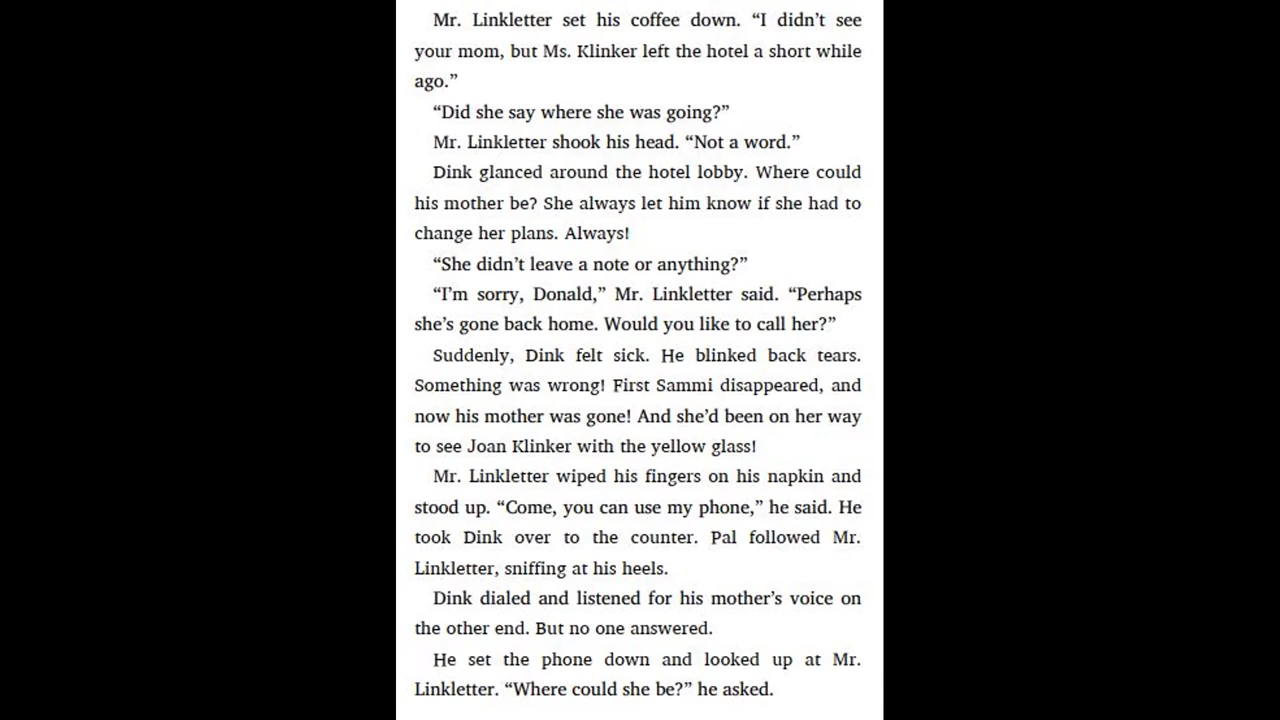 Mr. Linkletter set his coffee down. “I didn’t see
your mom, but Ms. Klinker left the hotel a short while
ago.”
“Did she say where she was going?”
Mr. Linkletter shook his head. “Not a word.”
Dink glanced around the hotel lobby. Where could
his mother be? She always let him know if she had to
change her plans. Always!
“She didn’t leave a note or anything?”
“I’m sorry, Donald,” Mr. Linkletter said. “Perhaps
she’s gone back home. Would you like to call her?”
Suddenly, Dink felt sick. He blinked back tears.
Something was wrong! First Sammi disappeared, and
now his mother was gone! And she’d been on her way
to see Joan Klinker with the yellow glass!
Mr. Linkletter wiped his fingers on his napkin and
stood up. “Come, you can use my phone,” he said. He
took Dink over to the counter. Pal followed Mr.
Linkletter, sniffing at his heels.
Dink dialed and listened for his mother’s voice on
the other end. But no one answered.
He set the phone down and looked up at Mr.
Linkletter. “Where could she be?” he asked.